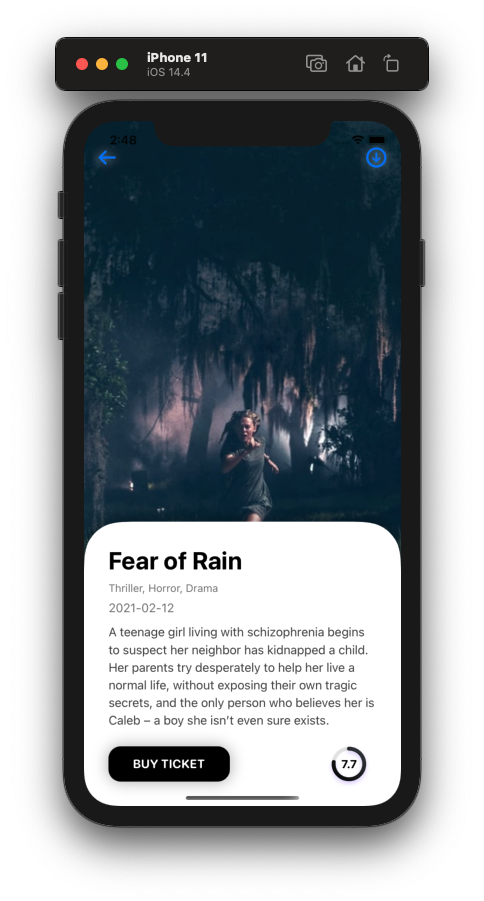 iPhone 11
iOS 14.4
2:48
Fear of Rain
Thriller, Horror, Drama
2021-02-12
A teenage girl living with schizophrenia begins
to suspect her neighbor has kidnapped a child.
Her parents try desperately to help her live a
normal life, without exposing their own tragic
secrets, and the only person who believes her is
Caleb – a boy she isn’t even sure exists.
BUY TICKET
7.7